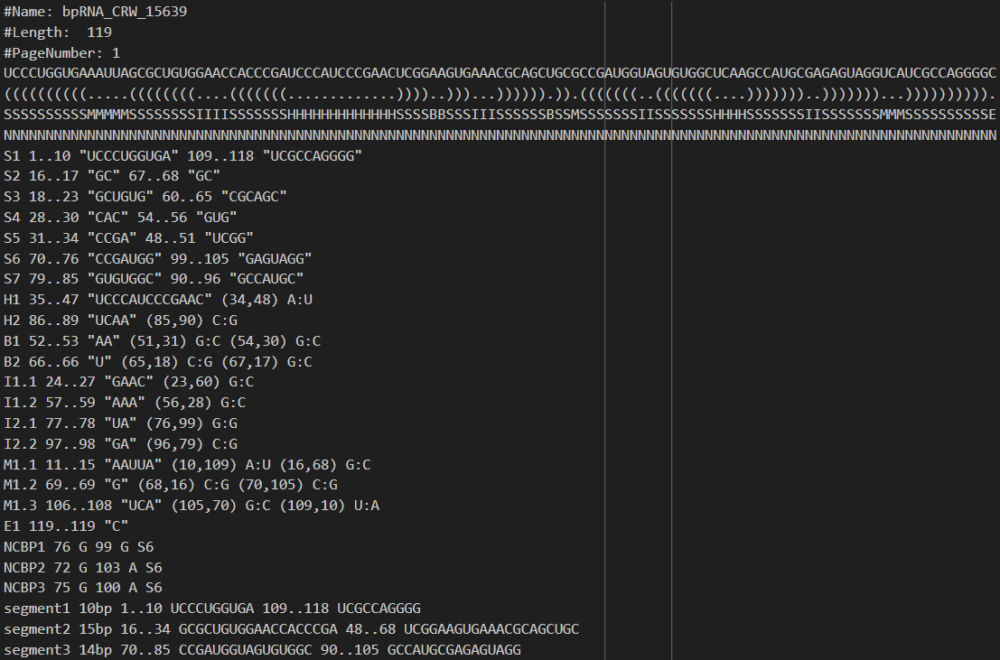 #Name: bpRNA_CRW_15639
#Length:  119
#PageNumber: 1
UCCCUGGUGAAAUUAGCGCUGUGGAACCACCCGAUCCCAUCCCGAACUCGGAAGUGAAACGCAGCUGCGCCGAUGGUAGUGUGGCUCAAGCCAUGCGAGAGUAGGUCAUCGCCAGGGGC
((((((((((.....((((((((....(((((((.............))))..)))...)))))).)).(((((((..(((((((....)))))))..)))))))...)))))))))).
SSSSSSSSSSMMMMMSSSSSSSSIIIISSSSSSSHHHHHHHHHHHHHSSSSBBSSSIIISSSSSSBSSMSSSSSSSIISSSSSSSHHHHSSSSSSSIISSSSSSSMMMSSSSSSSSSSE
NNNNNNNNNNNNNNNNNNNNNNNNNNNNNNNNNNNNNNNNNNNNNNNNNNNNNNNNNNNNNNNNNNNNNNNNNNNNNNNNNNNNNNNNNNNNNNNNNNNNNNNNNNNNNNNNNNNNNNN
S1 1..10 "UCCCUGGUGA" 109..118 "UCGCCAGGGG"
S2 16..17 "GC" 67..68 "GC"
S3 18..23 "GCUGUG" 60..65 "CGCAGC"
S4 28..30 "CAC" 54..56 "GUG"
S5 31..34 "CCGA" 48..51 "UCGG"
S6 70..76 "CCGAUGG" 99..105 "GAGUAGG"
S7 79..85 "GUGUGGC" 90..96 "GCCAUGC"
H1 35..47 "UCCCAUCCCGAAC" (34,48) A:U
H2 86..89 "UCAA" (85,90) C:G
B1 52..53 "AA" (51,31) G:C (54,30) G:C
B2 66..66 "U" (65,18) C:G (67,17) G:C
I1.1 24..27 "GAAC" (23,60) G:C
I1.2 57..59 "AAA" (56,28) G:C
I2.1 77..78 "UA" (76,99) G:G
I2.2 97..98 "GA" (96,79) C:G
M1.1 11..15 "AAUUA" (10,109) A:U (16,68) G:C
M1.2 69..69 "G" (68,16) C:G (70,105) C:G
M1.3 106..108 "UCA" (105,70) G:C (109,10) U:A
E1 119..119 "C"
NCBP1 76 G 99 G S6
NCBP2 72 G 103 A S6
NCBP3 75 G 100 A S6
segment1 10bp 1..10 UCCCUGGUGA 109..118 UCGCCAGGGG
segment2 15bp 16..34 GCGCUGUGGAACCACCCGA 48..68 UCGGAAGUGAAACGCAGCUGC
segment3 14bp 70..85 CCGAUGGUAGUGUGGC 90..105 GCCAUGCGAGAGUAGG